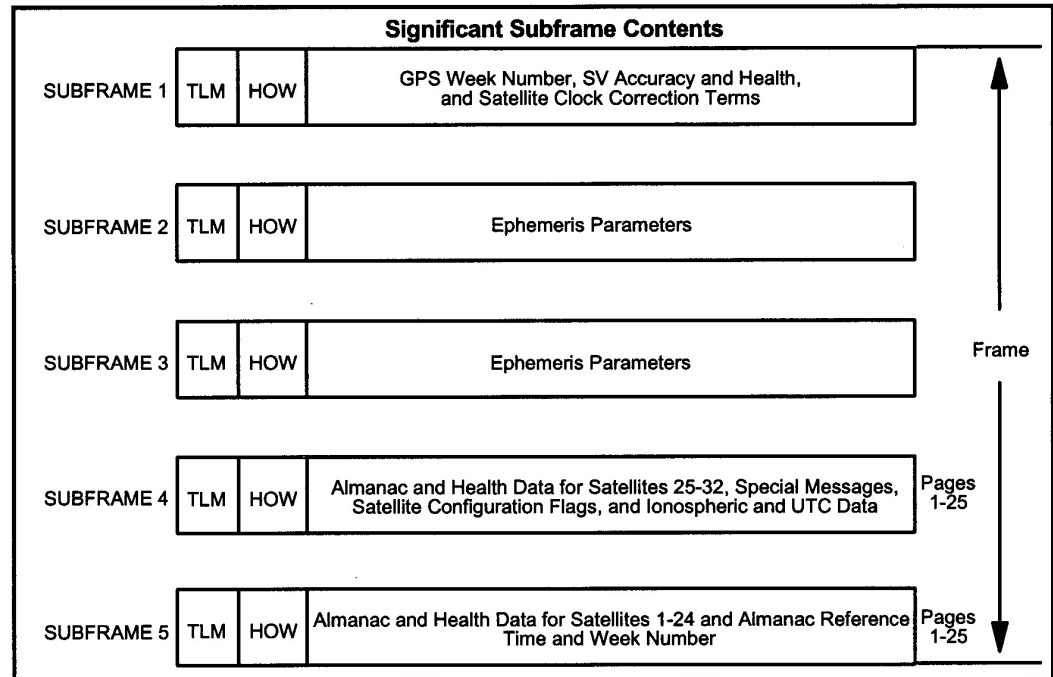 Significant Subframe Contents
SUBFRAME 1 TLM HOW GPS Week Number, SV Accuracy and Health,
and Satellite Clock Correction Terms
SUBFRAME 2 TLM HOW Ephemeris Parameters
SUBFRAME 3 TLM HOW Ephemeris Parameters
Frame
SUBFRAME 4 TLM HOW Almanac and Health Data for Satellites 25-32, Special Messages,
Satellite Configuration Flags, and Ionospheric and UTC Data
Pages
1-25
SUBFRAME 5 TLM HOW Almanac and Health Data for Satellites 1-24 and Almanac Reference
Time and Week Number
Pages
1-25